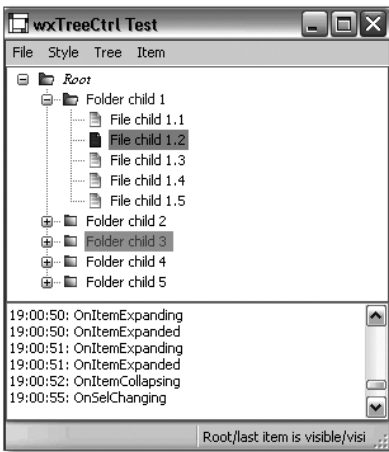 wxTreeCtrl Test
File Style Tree Item
Root
Folder child 1
File child 1.1
File child 1.2
File child 1.3
File child 1.4
File child 1.5
Folder child 2
Folder child 3
Folder child 4
Folder child 5
19:00:50: OnItemExpanding
19:00:50: OnItemExpanded
19:00:51: OnItemExpanding
19:00:51: OnItemExpanded
19:00:52: OnItemCollapsing
19:00:55: OnSelChanging
Root/last item is visible/visi